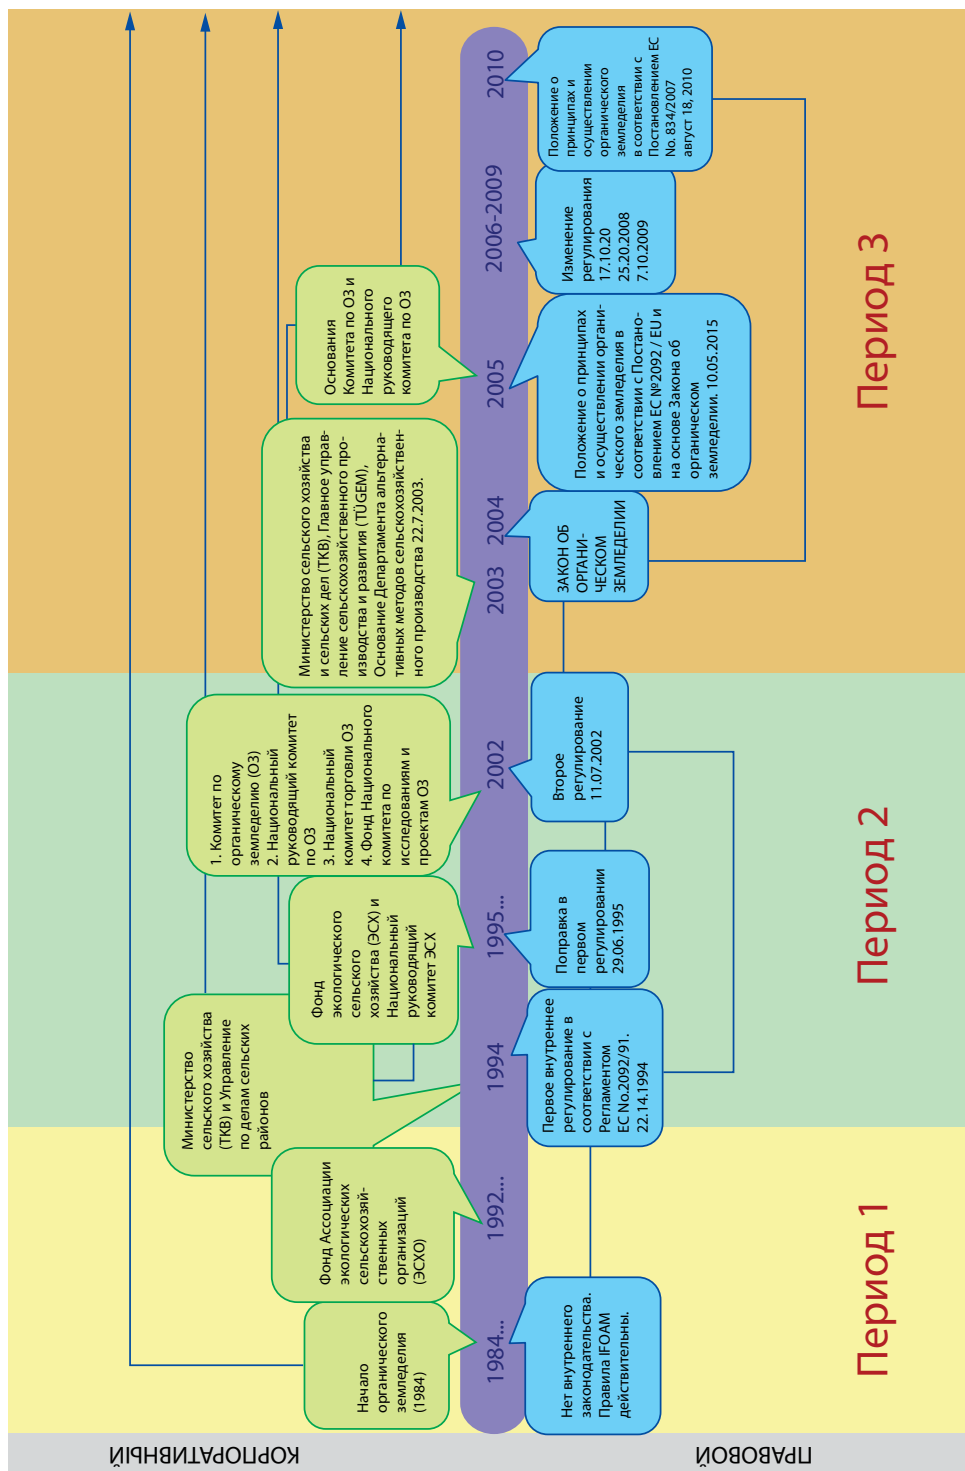 КОРПОРАТИВНЫЙ
Начало
органического
земледелия
(1984)
Фонд Ассоциации
экологических
сельскохозяй-
ственных
организаций
(ЭСХО)
Министерство
сельского хозяйства
(ТКВ) и Управление
по делам сельских
районов
Фонд
экологического
сельского
хозяйства (ЭСХ) и
Национальный
руководящий
комитет ЭСХ
1. Комитет по
органическому
земледелию (ОЗ)
2. Национальный
руководящий комитет
по ОЗ
3. Национальный
комитет торговли ОЗ
4. Фонд Национального
комитета по
исследованиям и
проектам ОЗ
Министерство сельского хозяйства
и сельских дел (ТКВ), Главное управ-
ление сельскохозяйственного про-
изводства и развития (TÜGEM),
Основание Департамента альтерна-
тивных методов сельскохозяйствен-
ного производства 22.7.2003.
Основания
Комитета по ОЗ и
Национального
руководящего
комитета по ОЗ
1984...
1992...
1994
1995...
2002
2003
2004
2005
2006-2009
2010
ПРАВОВОЙ
Нет внутреннего
законодательства.
Правила IFOAM
действительны.
Первое внутреннее
регулирование в
соответствии с
Регламентом
ЕС No.2092/91.
22.14.1994
Поправка в
первом
регулировании
29.06.1995
Второе
регулирование
11.07.2002
ЗАКОН ОБ
ОРГАНИ-
ЧЕСКОМ
ЗЕМЛЕДЕЛИИ
Положение о принципах
и осуществлении органи-
ческого земледелия в
соответствии с Постано-
влением ЕС №2092 / EU и
на основе Закона об
органическом
земледелии. 10.05.2015
Изменение
регулирования
17.10.20
25.20.2008
7.10.2009
Положение о
принципах и
осуществлении
органического
земледелия
в соответствии с
Постановлением ЕС
No. 834/2007
август 18, 2010
Период 1
Период 2
Период 3